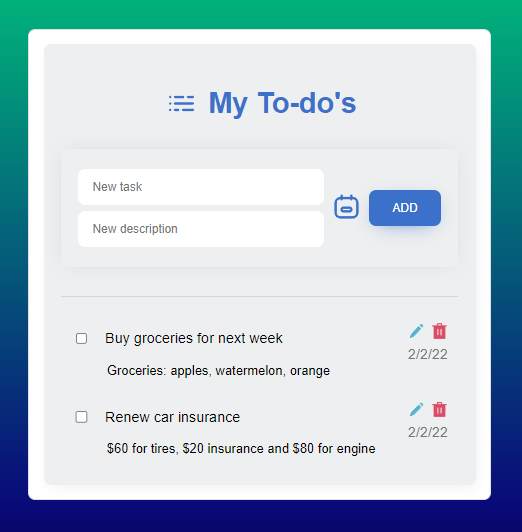 My To-do's
New task
New description
ADD
Buy groceries for next week
2/2/22
Groceries: apples, watermelon, orange
Renew car insurance
2/2/22
$60 for tires, $20 insurance and $80 for engine